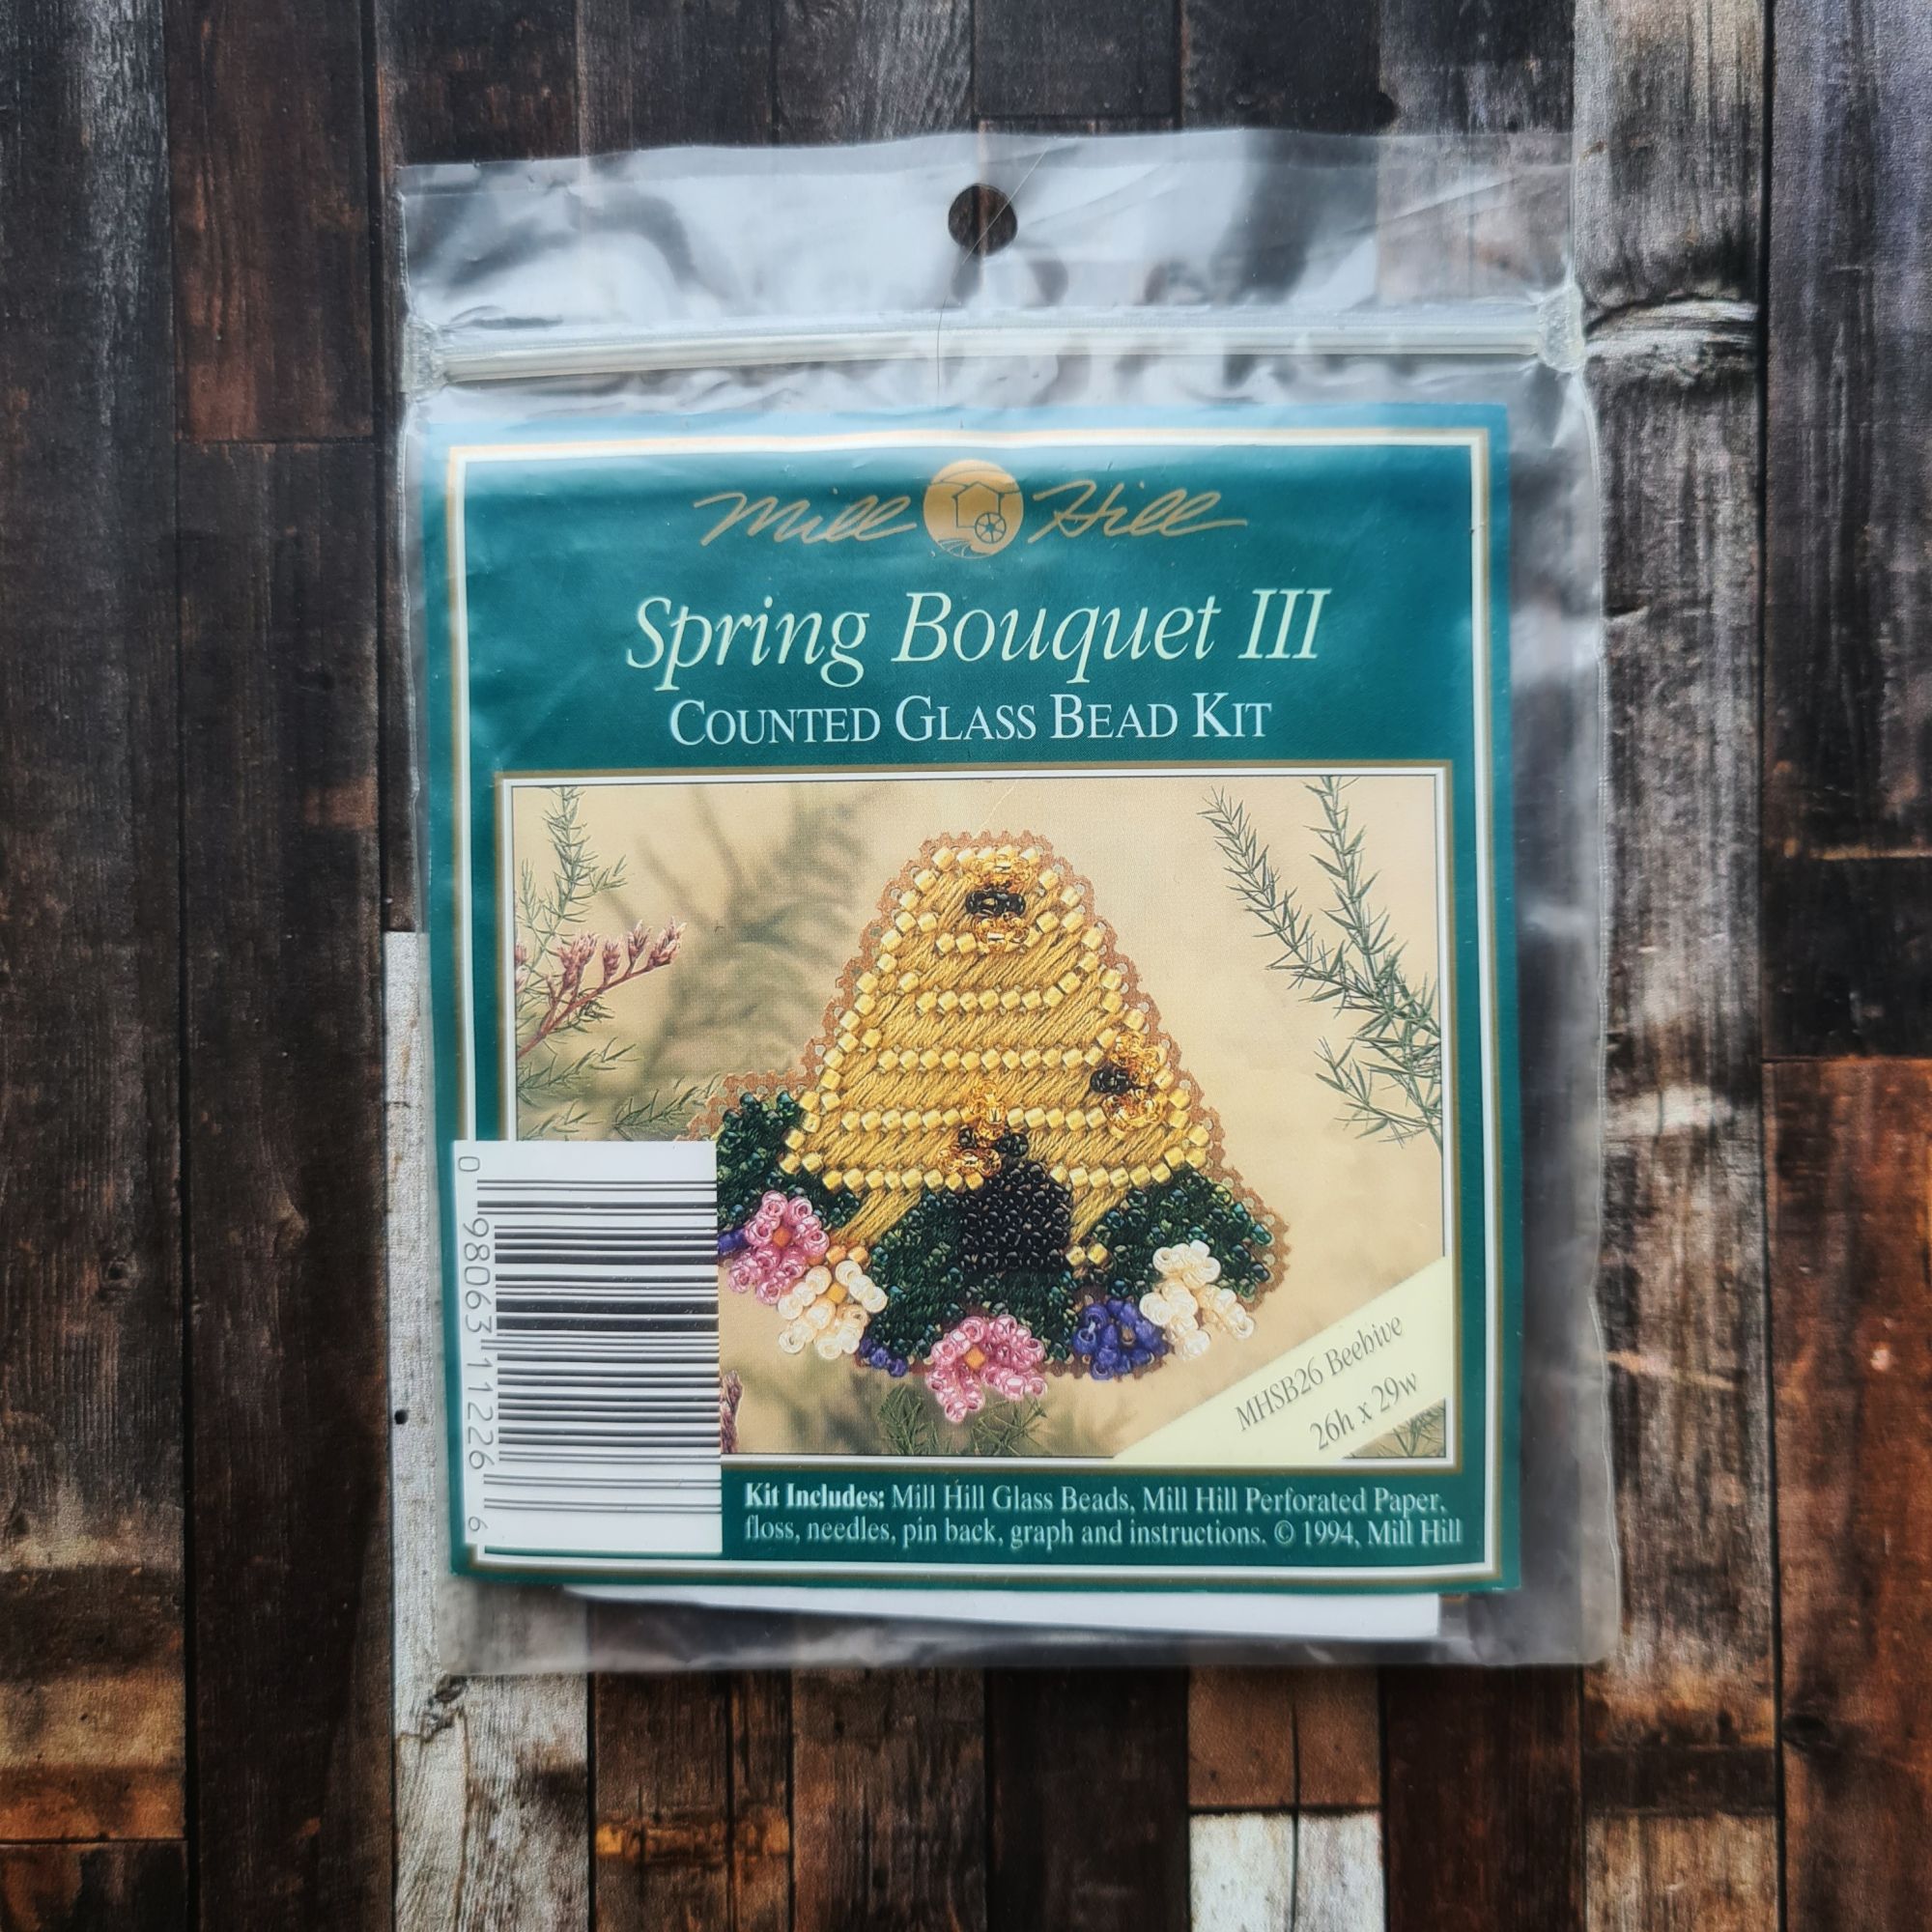 Mill Hill
Spring Bouquet III
COUNTED GLASS BEAD KIT
MHSB26 Beehive
26h x 29w
0 98063 11226 6
Kit Includes: Mill Hill Glass Beads, Mill Hill Perforated Paper,
floss, needles, pin back, graph and instructions. © 1994, Mill Hill